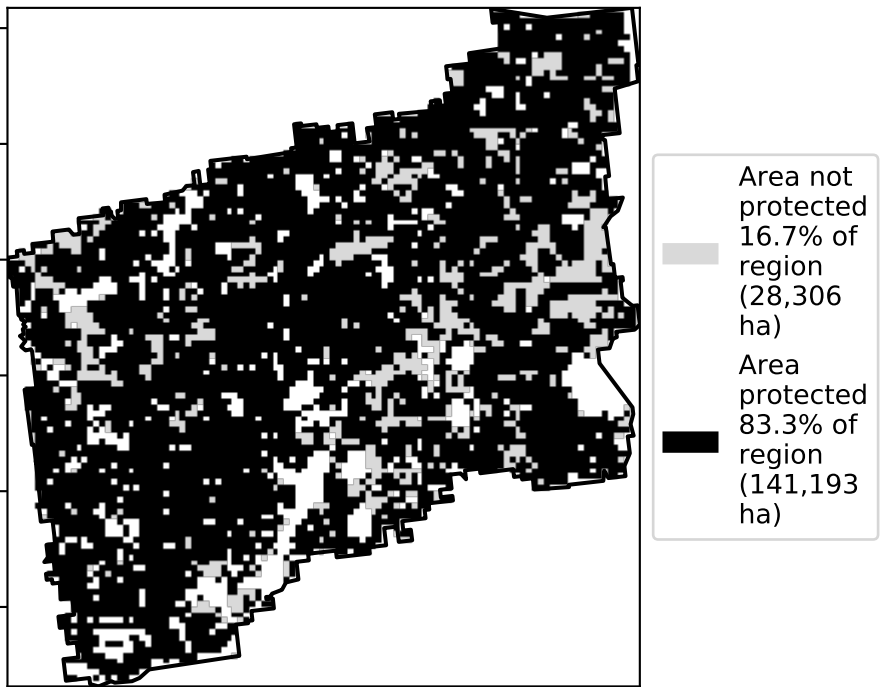 Area not
protected
16.7% of
region
(28,306
ha)
Area
protected
83.3% of
region
(141,193
ha)